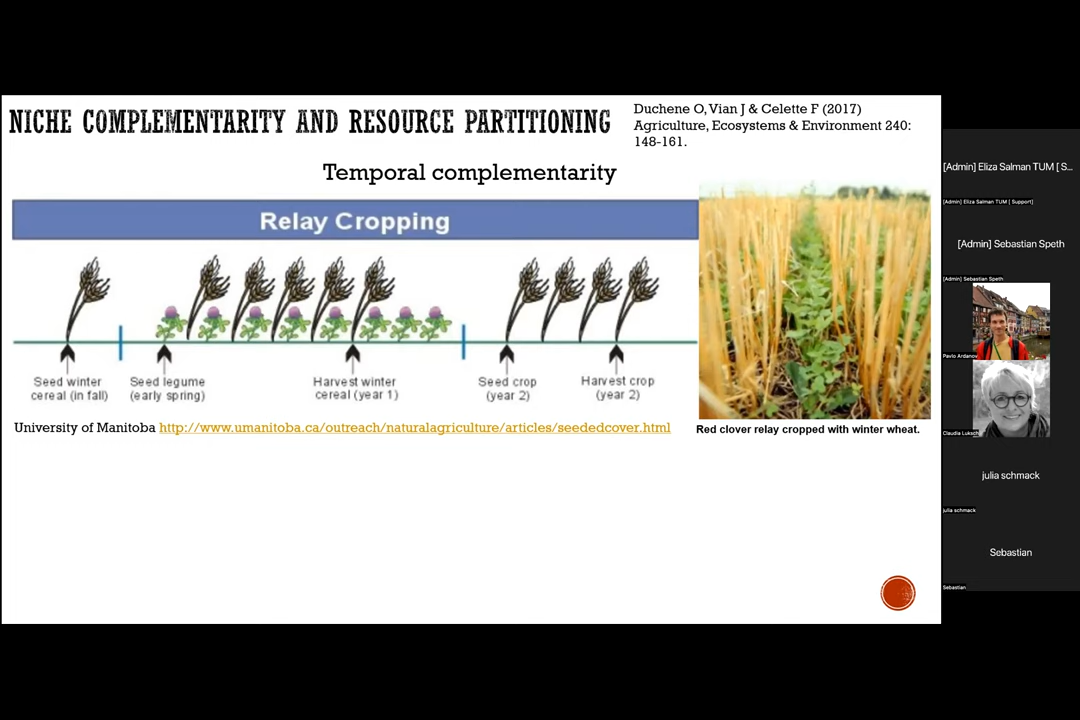 NICHE COMPLEMENTARITY AND RESOURCE PARTITIONING
Duchene O, Vian J & Celette F (2017)
Agriculture, Ecosystems & Environment 240:
148-161.
Temporal complementarity
Relay Cropping
Seed winter
cereal (in fall)
Seed legume
(early spring)
Harvest winter
cereal (year 1)
Seed crop
(year 2)
Harvest crop
(year 2)
University of Manitoba http://www.umanitoba.ca/outreach/naturalagriculture/articles/seededcover.html
Red clover relay cropped with winter wheat.
[Admin] Eliza Salman TUM [ S...
[Admin] Eliza Salman TUM [ Support]
[Admin] Sebastian Speth
[Admin] Sebastian Speth
Pavlo Ardanov
Claudia Luksch
julia schmack
julia schmack
Sebastian
Sebastian